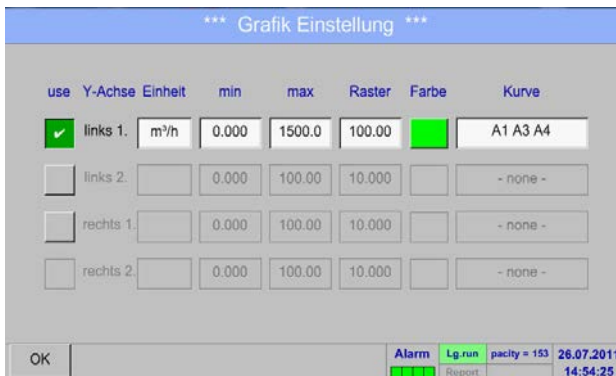 *** Grafik Einstellung ***
use Y-Achse Einheit min max Raster Farbe Kurve
links 1. m³/h 0.000 1500.0 100.00 A1 A3 A4
links 2. 0.000 100.00 10.000 - none -
rechts 1. 0.000 100.00 10.000 - none -
rechts 2. 0.000 100.00 10.000 - none -
OK Alarm Lg.run pacity = 153 26.07.2011
Report 14:54:25